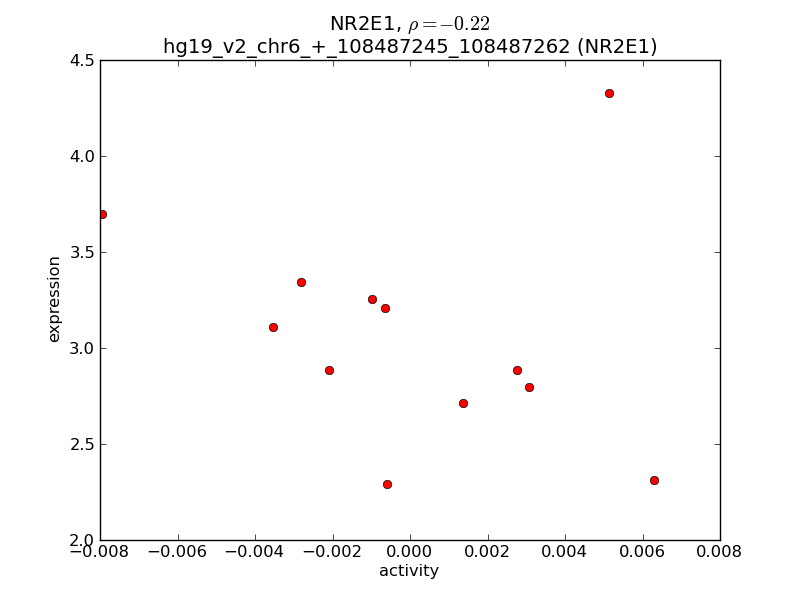 NR2E1, ρ = −0.22
hg19_v2_chr6_+_108487245_108487262 (NR2E1)
4.5
4.0
3.5
3.0
2.5
2.0
expression
−0.008 −0.006 −0.004 −0.002 0.000 0.002 0.004 0.006 0.008
activity